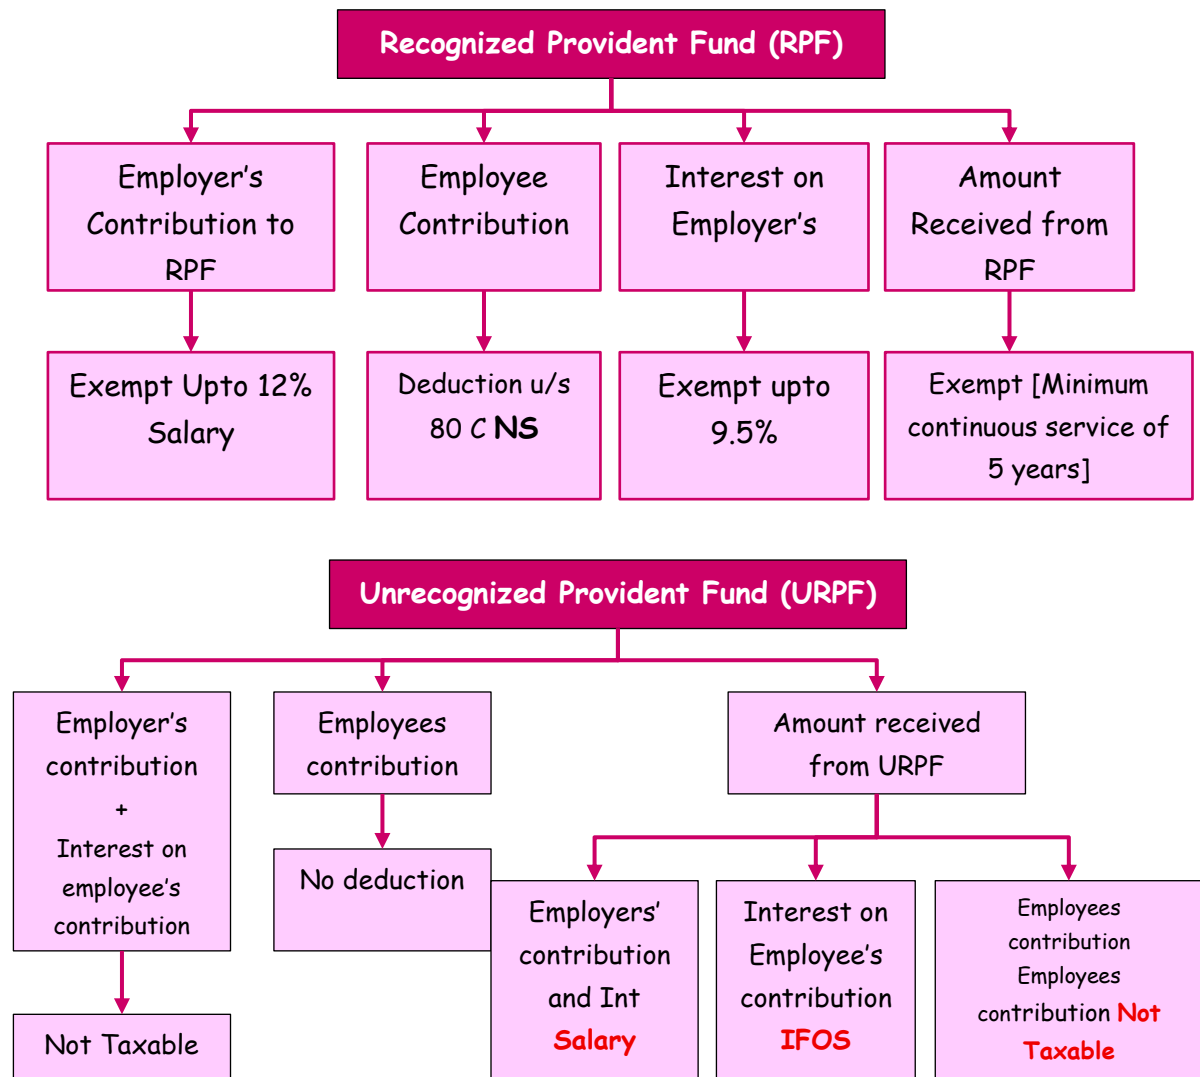 Recognized Provident Fund (RPF)
Employer’s
Contribution to
RPF
Employee
Contribution
Interest on
Employer’s
Amount
Received from
RPF
Exempt Upto 12%
Salary
Deduction u/s
80 C NS
Exempt upto
9.5%
Exempt [Minimum
continuous service of
5 years]
Unrecognized Provident Fund (URPF)
Employer’s
contribution
+
Interest on
employee’s
contribution
Employees
contribution
Amount received
from URPF
Not Taxable
No deduction
Employers’
contribution
and Int
Salary
Interest on
Employee’s
contribution
IFOS
Employees
contribution
Employees
contribution Not
Taxable